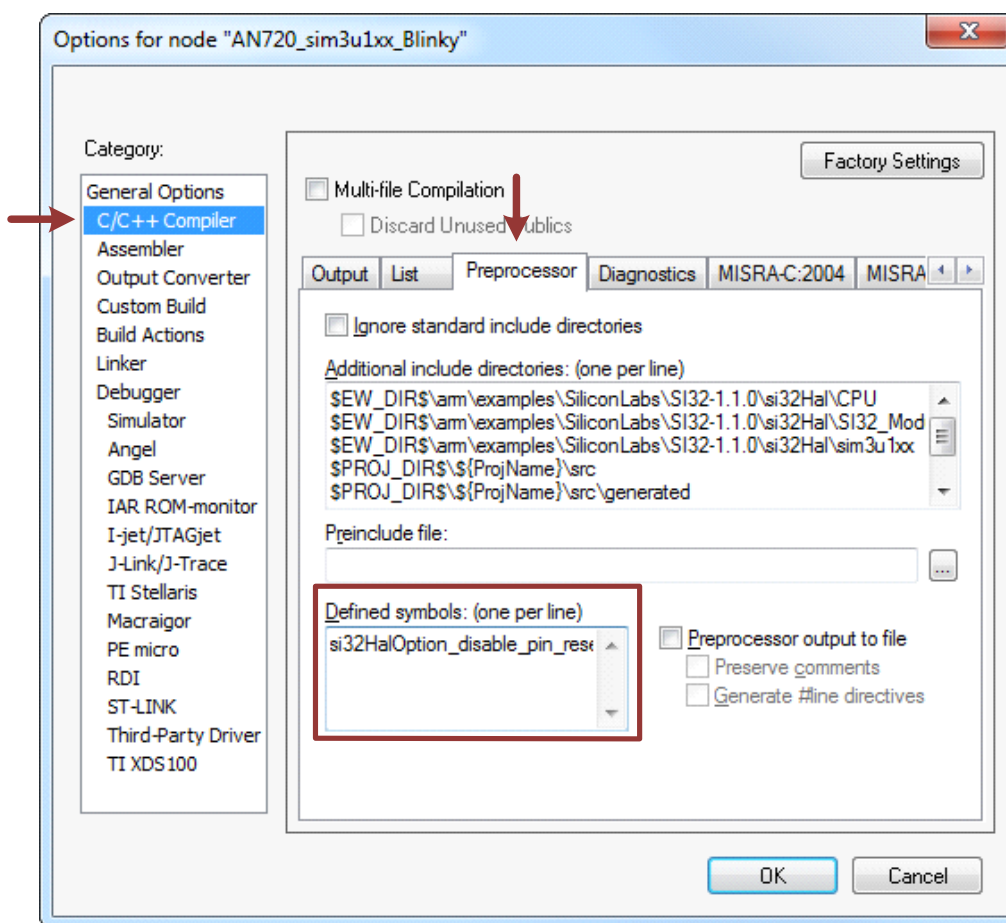 Options for node "AN720_sim3u1xx_Blinky"
Category:
Factory Settings
General Options
C/C++ Compiler
Assembler
Output Converter
Custom Build
Build Actions
Linker
Debugger
Simulator
Angel
GDB Server
IAR ROM-monitor
I-jet/JTAGjet
J-Link/J-Trace
TI Stellaris
Macraigor
PE micro
RDI
ST-LINK
Third-Party Driver
TI XDS100
Multi-file Compilation
Discard Unused Publics
Output List Preprocessor Diagnostics MISRA-C:2004 MISRA
Ignore standard include directories
Additional include directories: (one per line)
$EW_DIR$\arm\examples\SiliconLabs\SI32-1.1.0\si32Hal\CPU
$EW_DIR$\arm\examples\SiliconLabs\SI32-1.1.0\si32Hal\SI32_Mod
$EW_DIR$\arm\examples\SiliconLabs\SI32-1.1.0\si32Hal\sim3u1xx
$PROJ_DIR$\${ProjName}\src
$PROJ_DIR$\${ProjName}\src\generated
Preinclude file:
...
Defined symbols: (one per line)
si32HalOption_disable_pin_rese
Preprocessor output to file
Preserve comments
Generate #line directives
OK Cancel